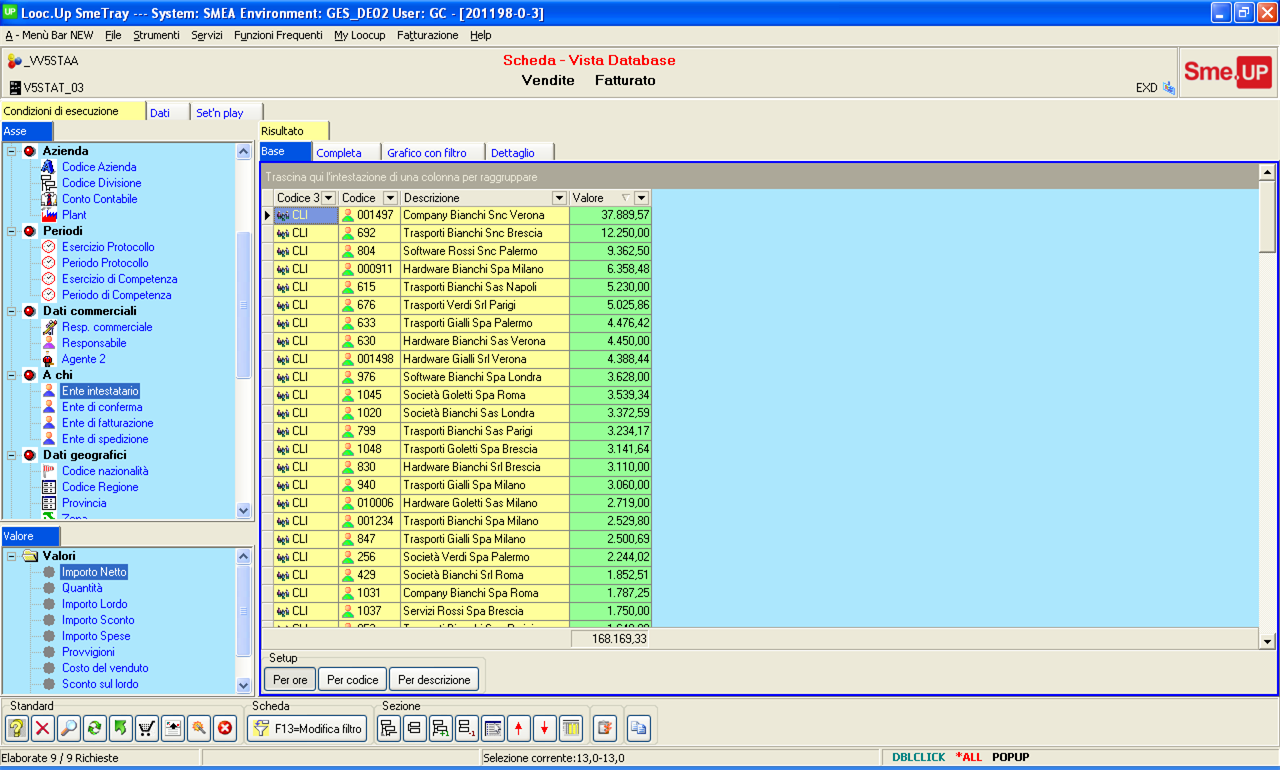 UP Looc.Up SmeTray --- System: SMEA Environment: GES_DE02 User: GC - [201198-0-3]
A - Menù Bar NEW File Strumenti Servizi Funzioni Frequenti My Loocup Fatturazione Help
_VV5STAA
Scheda - Vista Database
Vendite Fatturato
V5STAT_03
EXD
Sme.UP
Condizioni di esecuzione Dati Set'n play
Asse
Azienda
Codice Azienda
Codice Divisione
Conto Contabile
Plant
Periodi
Esercizio Protocollo
Periodo Protocollo
Esercizio di Competenza
Periodo di Competenza
Dati commerciali
Resp. commerciale
Responsabile
Agente 2
A chi
Ente intestatario
Ente di conferma
Ente di fatturazione
Ente di spedizione
Dati geografici
Codice nazionalità
Codice Regione
Provincia
Zona
Valore
Valori
Importo Netto
Quantità
Importo Lordo
Importo Sconto
Importo Spese
Provvigioni
Costo del venduto
Sconto sul lordo
Risultato
Base Completa Grafico con filtro Dettaglio
Trascina qui l'intestazione di una colonna per raggruppare
Codice 3 Codice Descrizione Valore
CLI 001497 Company Bianchi Snc Verona 37.889,57
CLI 692 Trasporti Bianchi Snc Brescia 12.250,00
CLI 804 Software Rossi Snc Palermo 9.362,50
CLI 000911 Hardware Bianchi Spa Milano 6.358,48
CLI 615 Trasporti Bianchi Sas Napoli 5.230,00
CLI 676 Trasporti Verdi Srl Parigi 5.025,86
CLI 633 Trasporti Gialli Spa Palermo 4.476,42
CLI 630 Hardware Bianchi Sas Verona 4.450,00
CLI 001498 Hardware Gialli Srl Verona 4.388,44
CLI 976 Software Bianchi Spa Londra 3.628,00
CLI 1045 Società Goletti Spa Roma 3.539,34
CLI 1020 Società Bianchi Sas Londra 3.372,59
CLI 799 Trasporti Bianchi Sas Parigi 3.234,17
CLI 1048 Trasporti Goletti Spa Brescia 3.141,64
CLI 830 Hardware Bianchi Srl Brescia 3.110,00
CLI 940 Trasporti Gialli Spa Milano 3.060,00
CLI 010006 Hardware Goletti Sas Milano 2.719,00
CLI 001234 Trasporti Bianchi Spa Milano 2.529,80
CLI 847 Trasporti Gialli Spa Milano 2.500,69
CLI 256 Società Verdi Spa Palermo 2.244,02
CLI 429 Società Bianchi Srl Roma 1.852,51
CLI 1031 Company Bianchi Spa Roma 1.787,25
CLI 1037 Servizi Rossi Spa Brescia 1.750,00
168.169,33
Setup
Per ore Per codice Per descrizione
Standard Scheda Sezione
F13=Modifica filtro
Elaborate 9 / 9 Richieste Selezione corrente:13,0-13,0 DBLCLICK *ALL POPUP